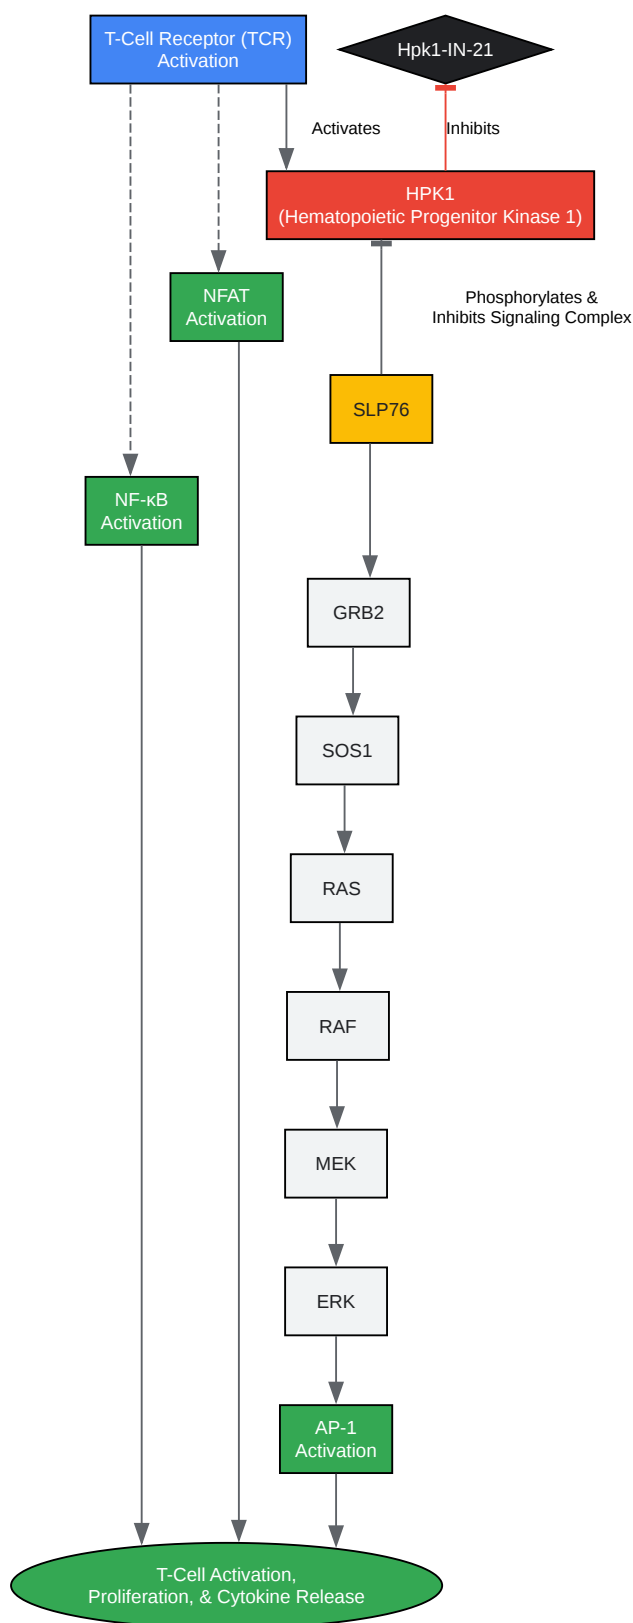 T-Cell Receptor (TCR)
Activation
Hpk1-IN-21
Activates
Inhibits
HPK1
(Hematopoietic Progenitor Kinase 1)
NFAT
Activation
Phosphorylates &
Inhibits Signaling Complex
SLP76
NF-κB
Activation
GRB2
SOS1
RAS
RAF
MEK
ERK
AP-1
Activation
T-Cell Activation,
Proliferation, & Cytokine Release